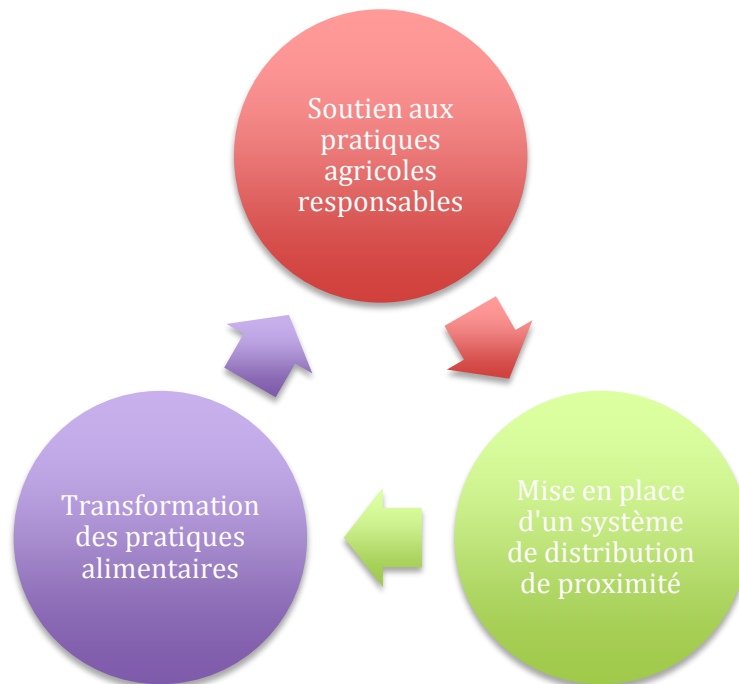 Soutien aux
pratiques
agricoles
responsables
Mise en place
d'un système
de distribution
de proximité
Transformation
des pratiques
alimentaires